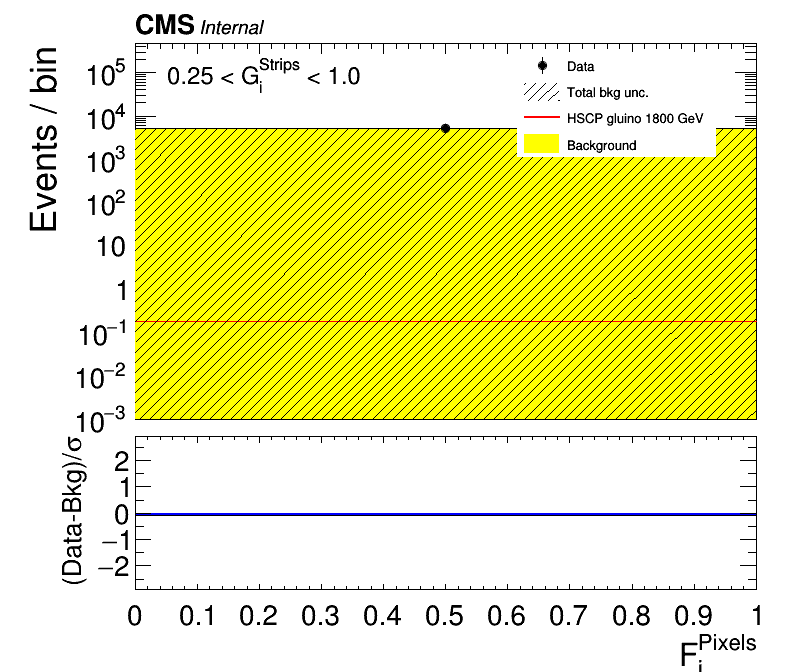 CMS Internal
Events / bin
0.25 < G_i^Strips < 1.0
Data
Total bkg unc.
HSCP gluino 1800 GeV
Background
10^5
10^4
10^3
10^2
10
1
10^−1
10^−2
10^−3
(Data-Bkg)/σ
2
1
0
−1
−2
0 0.1 0.2 0.3 0.4 0.5 0.6 0.7 0.8 0.9 1
F_i^Pixels